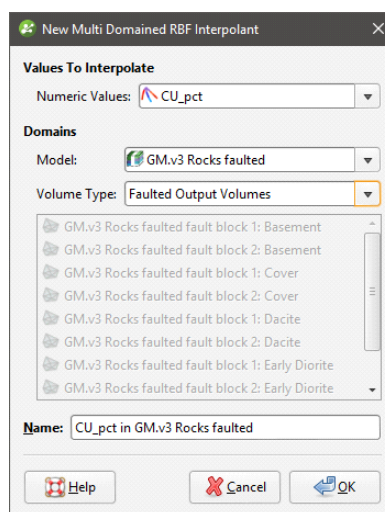 New Multi Domained RBF Interpolant
Values To Interpolate
Numeric Values: CU_pct
Domains
Model: GM.v3 Rocks faulted
Volume Type: Faulted Output Volumes
GM.v3 Rocks faulted fault block 1: Basement
GM.v3 Rocks faulted fault block 2: Basement
GM.v3 Rocks faulted fault block 1: Cover
GM.v3 Rocks faulted fault block 2: Cover
GM.v3 Rocks faulted fault block 1: Dacite
GM.v3 Rocks faulted fault block 2: Dacite
GM.v3 Rocks faulted fault block 1: Early Diorite
GM.v3 Rocks faulted fault block 2: Early Diorite
Name: CU_pct in GM.v3 Rocks faulted
Help Cancel OK